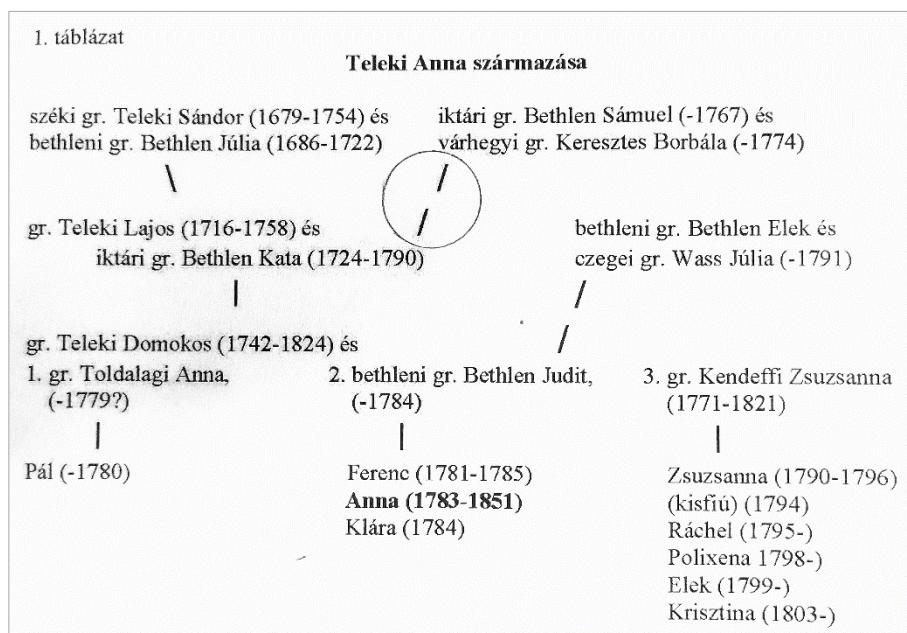 1. táblázat
Teleki Anna származása
széki gr. Teleki Sándor (1679-1754) és
bethleni gr. Bethlen Júlia (1686-1722)
iktári gr. Bethlen Sámuel (-1767) és
várhegyi gr. Keresztes Borbála (-1774)
gr. Teleki Lajos (1716-1758) és
iktári gr. Bethlen Kata (1724-1790)
bethleni gr. Bethlen Elek és
czegei gr. Wass Júlia (-1791)
gr. Teleki Domokos (1742-1824) és
1. gr. Toldalagi Anna,
(-1779?)
2. bethleni gr. Bethlen Judit,
(-1784)
3. gr. Kendeffi Zsuzsanna
(1771-1821)
Pál (-1780)
Ferenc (1781-1785)
Anna (1783-1851)
Klára (1784)
Zsuzsanna (1790-1796)
(kisfiú) (1794)
Ráchel (1795-)
Polixena 1798-)
Elek (1799-)
Krisztina (1803-)